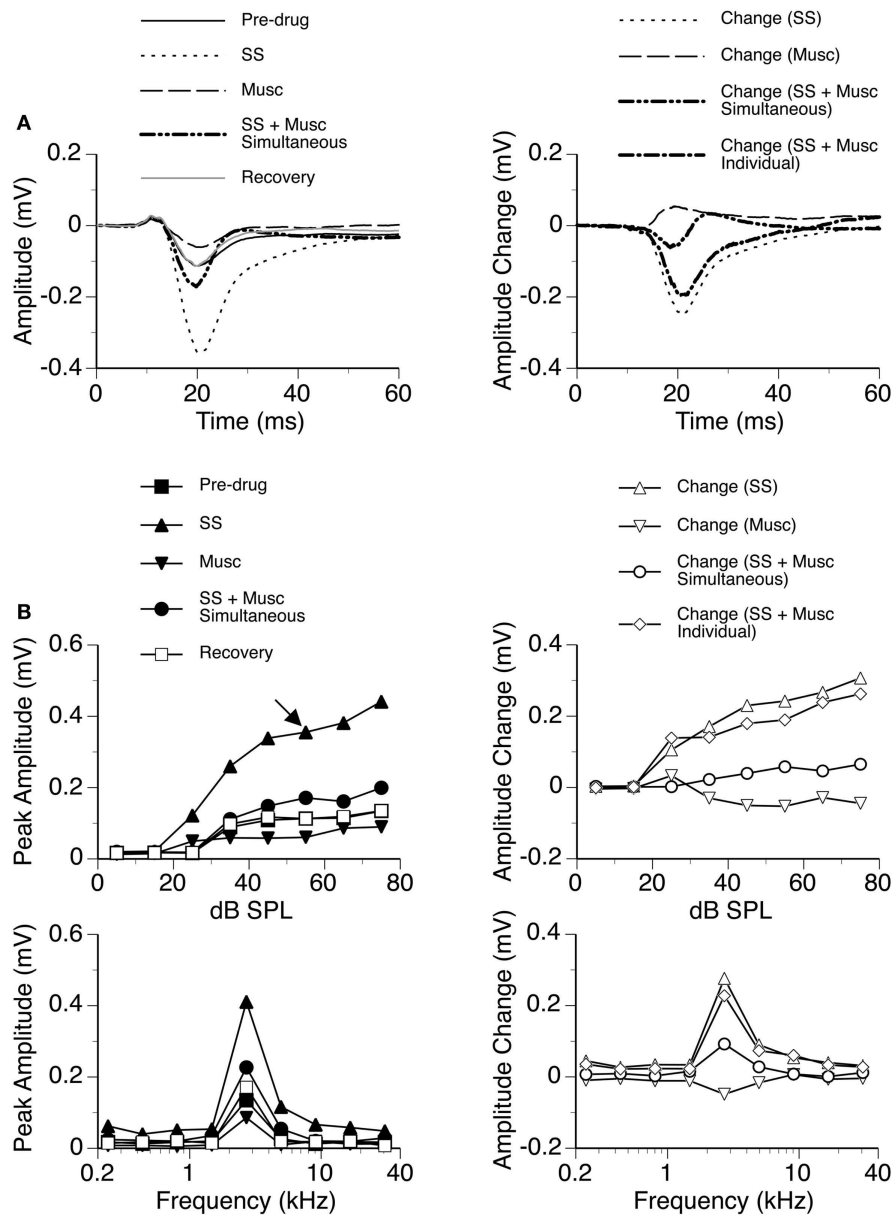 Pre-drug
SS
Musc
SS + Musc
Simultaneous
Recovery
Change (SS)
Change (Musc)
Change (SS + Musc
Simultaneous)
Change (SS + Musc
Individual)
A
Amplitude (mV)
0.2
0
-0.2
-0.4
0 20 40 60
Time (ms)
Amplitude Change (mV)
0.2
0
-0.2
-0.4
0 20 40 60
Time (ms)
Pre-drug
SS
Musc
SS + Musc
Simultaneous
Recovery
Change (SS)
Change (Musc)
Change (SS + Musc
Simultaneous)
Change (SS + Musc
Individual)
B
Peak Amplitude (mV)
0.6
0.4
0.2
0
0 20 40 60 80
dB SPL
Amplitude Change (mV)
0.4
0.2
0
-0.2
0 20 40 60 80
dB SPL
Peak Amplitude (mV)
0.6
0.4
0.2
0
0.2 1 10 40
Frequency (kHz)
Amplitude Change (mV)
0.4
0.2
0
-0.2
0.2 1 10 40
Frequency (kHz)